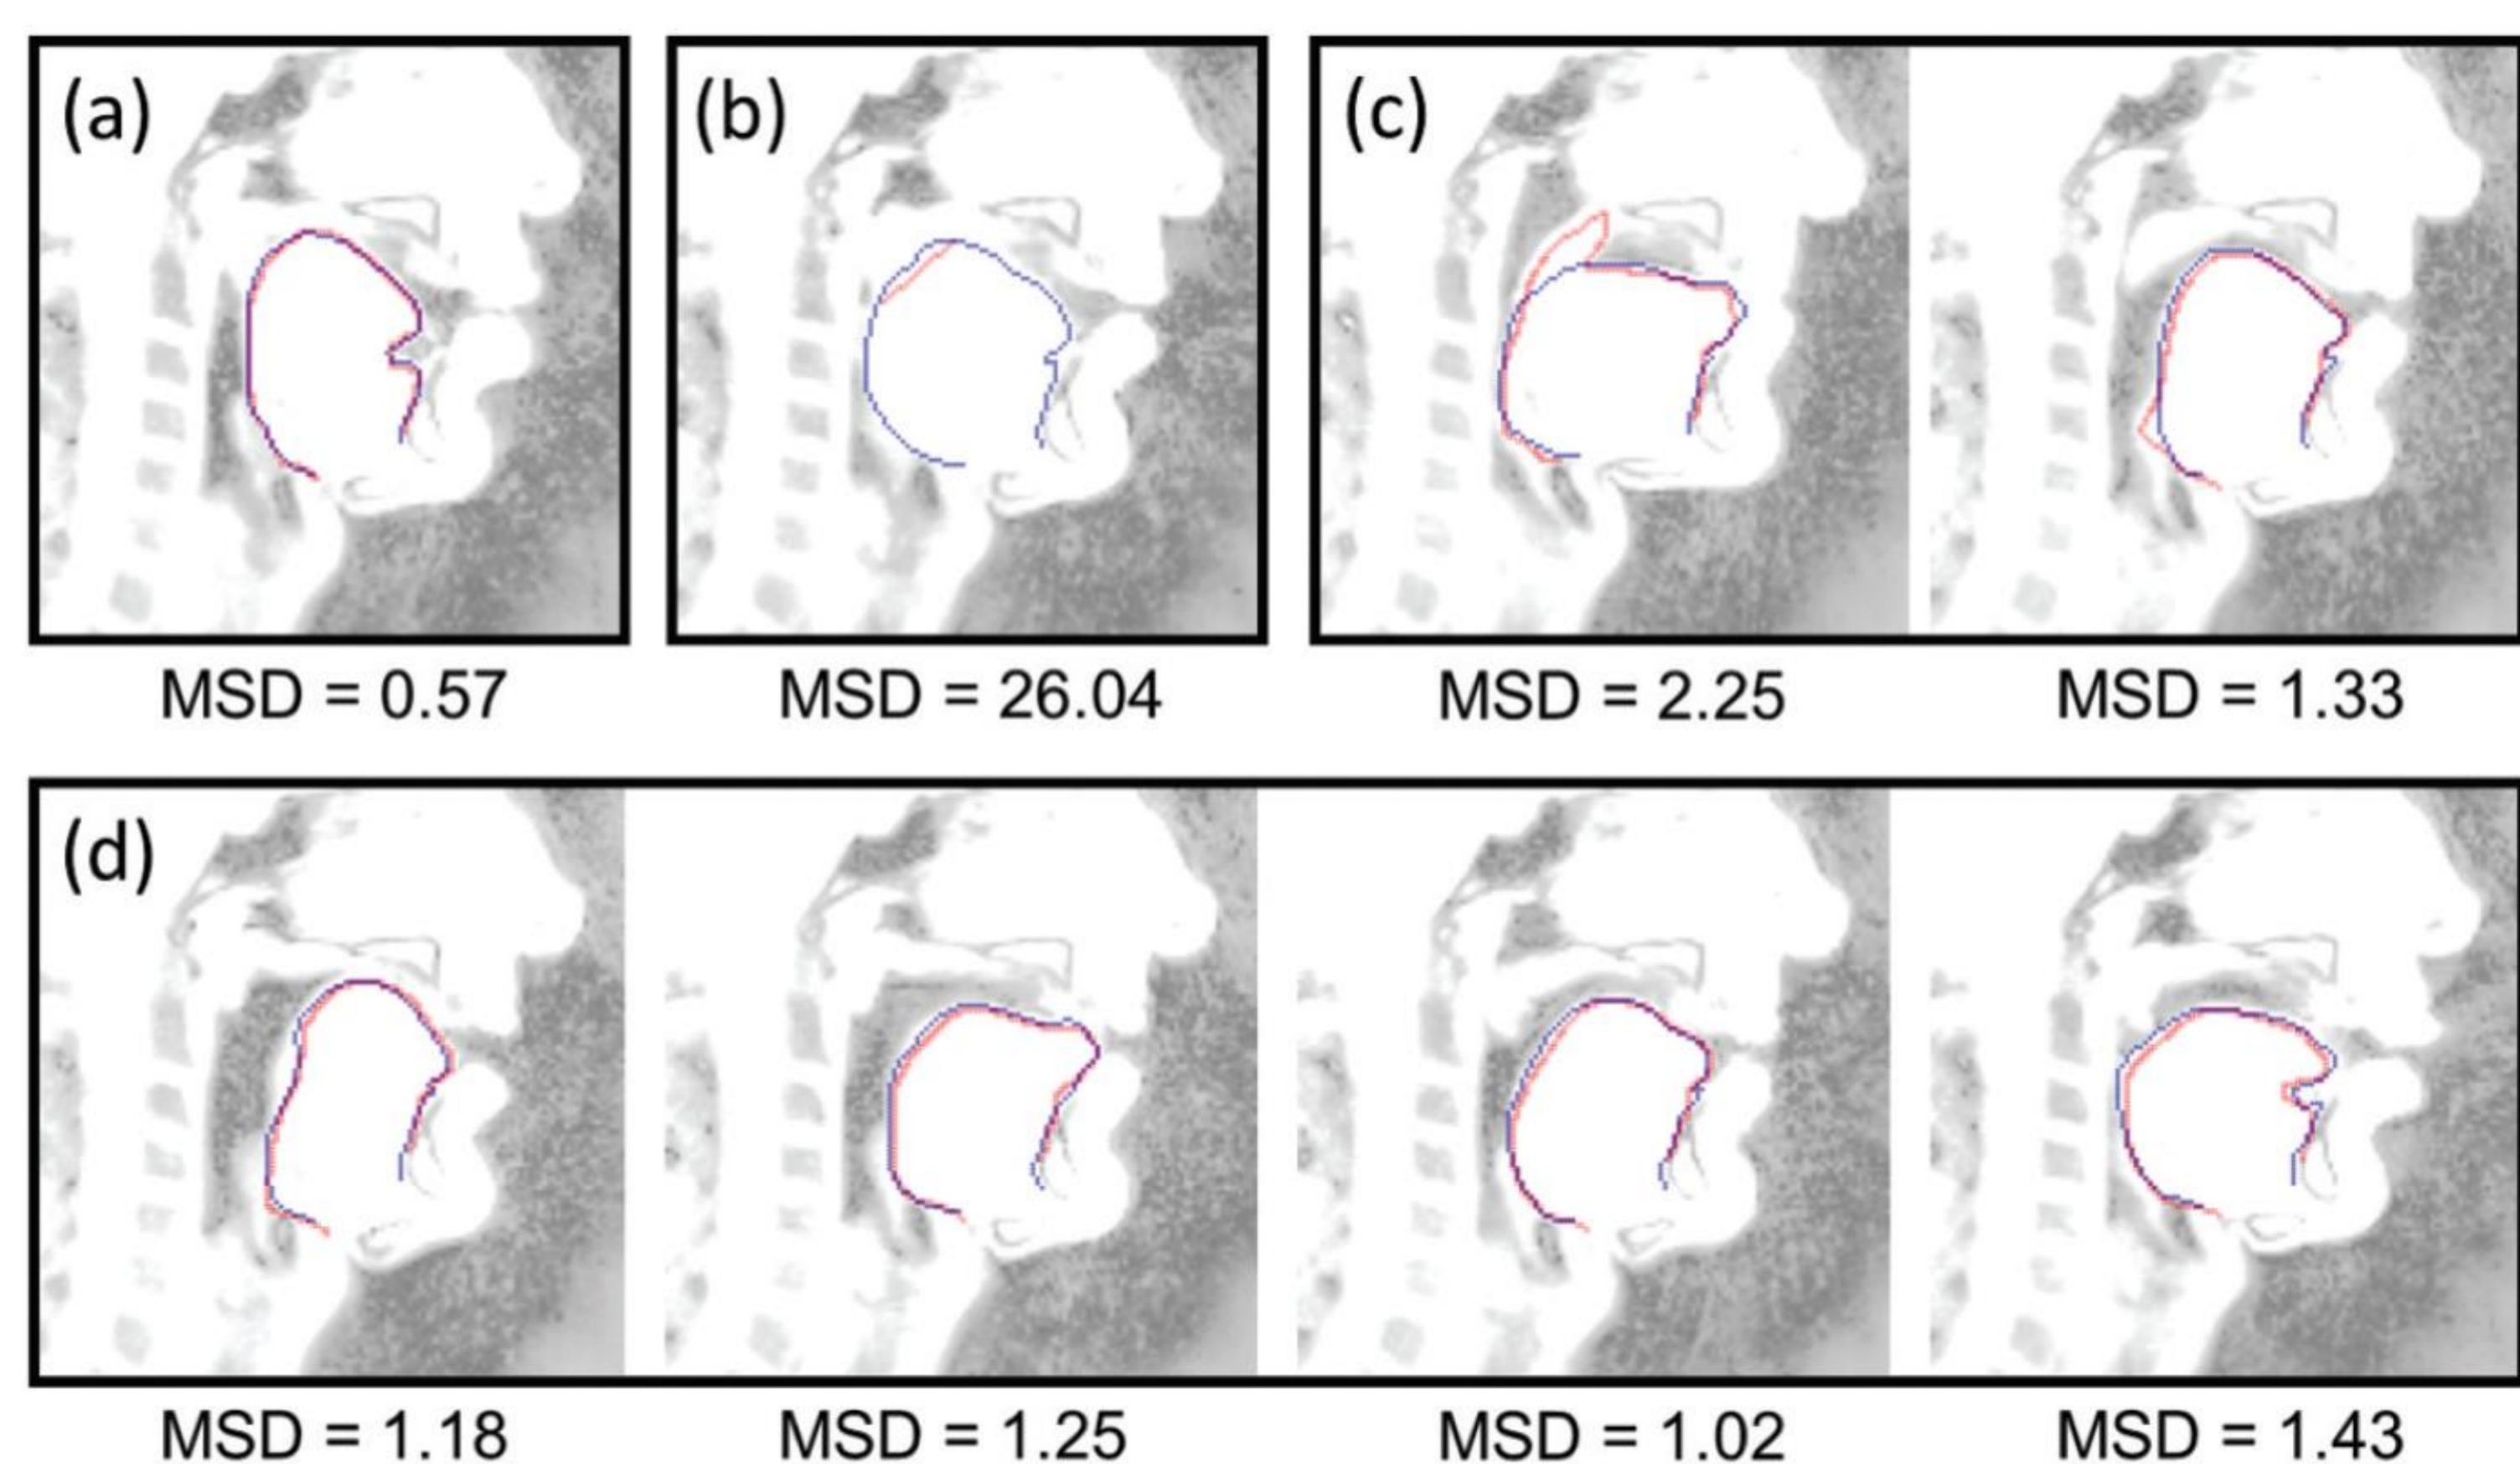 (a)
(b)
(c)
MSD = 0.57
MSD = 26.04
MSD = 2.25
MSD = 1.33
(d)
MSD = 1.18
MSD = 1.25
MSD = 1.02
MSD = 1.43